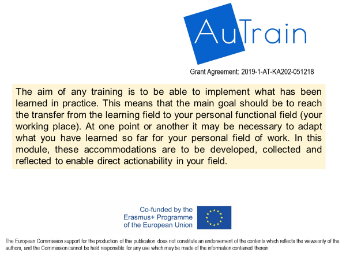 AuTrain
Grant Agreement: 2019-1-AT-KA202-051218
The aim of any training is to be able to implement what has been
learned in practice. This means that the main goal should be to reach
the transfer from the learning field to your personal functional field (your
working place). At one point or another it may be necessary to adapt
what you have learned so far for your personal field of work. In this
module, these accommodations are to be developed, collected and
reflected to enable direct actionability in your field.
Co-funded by the
Erasmus+ Programme
of the European Union
The European Commission support for the production of this publication does not constitute an endorsement of the contents which reflects the views only of the
authors, and the Commission cannot be held responsible for any use which may be made of the information contained therein